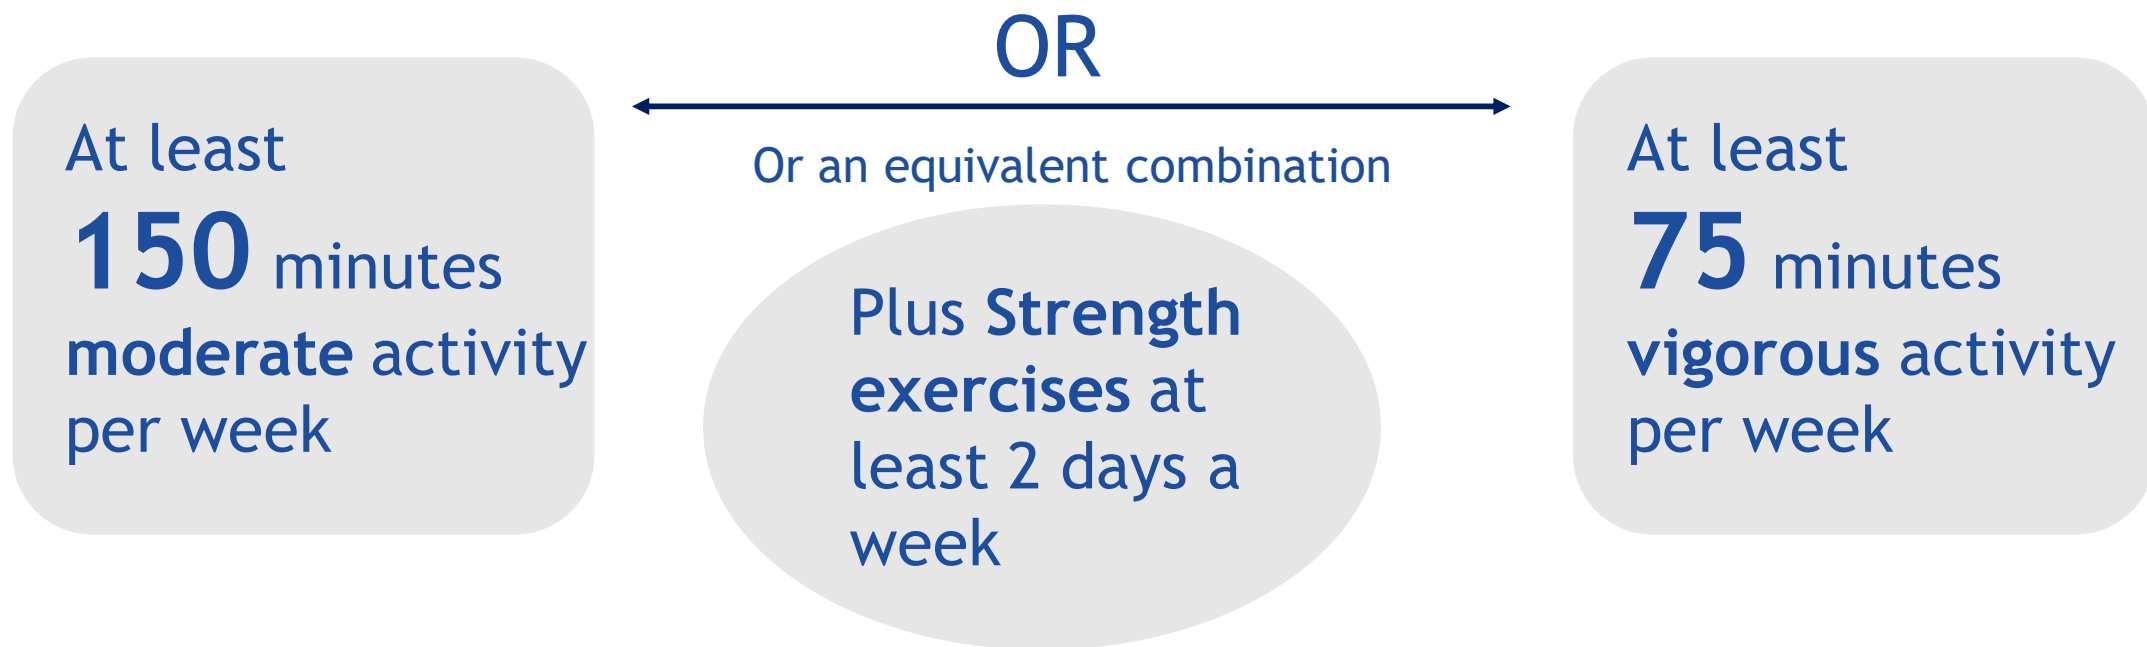 At least
150 minutes
moderate activity
per week
OR
Or an equivalent combination
Plus Strength
exercises at
least 2 days a
week
At least
75 minutes
vigorous activity
per week